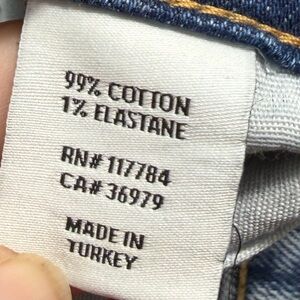 99% COTTON
1% ELASTANE
RN# 117784
CA# 36979
MADE IN
TURKEY